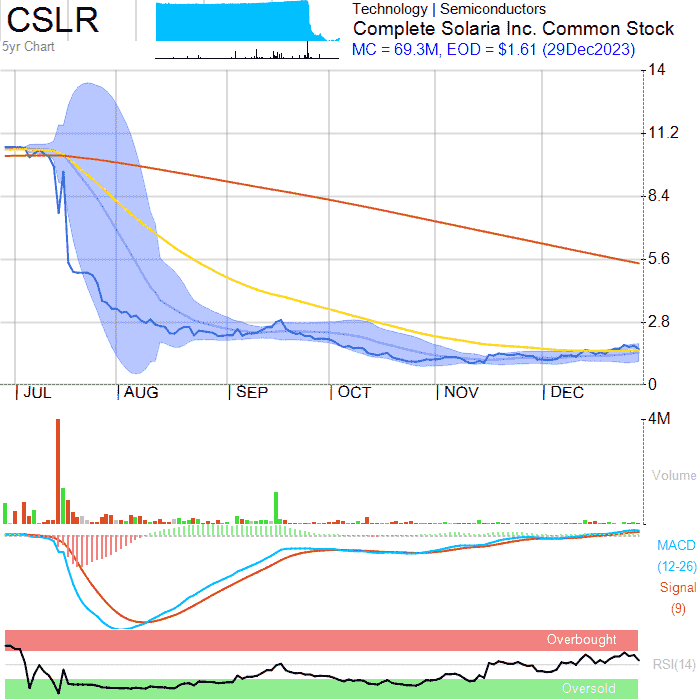 CSLR
5yr Chart
Technology | Semiconductors
Complete Solaria Inc. Common Stock
MC = 69.3M, EOD = $1.61 (29Dec2023)
14
11.2
8.4
5.6
2.8
0
JUL AUG SEP OCT NOV DEC
4M
Volume
MACD
(12-26)
Signal
(9)
Overbought
RSI(14)
Oversold